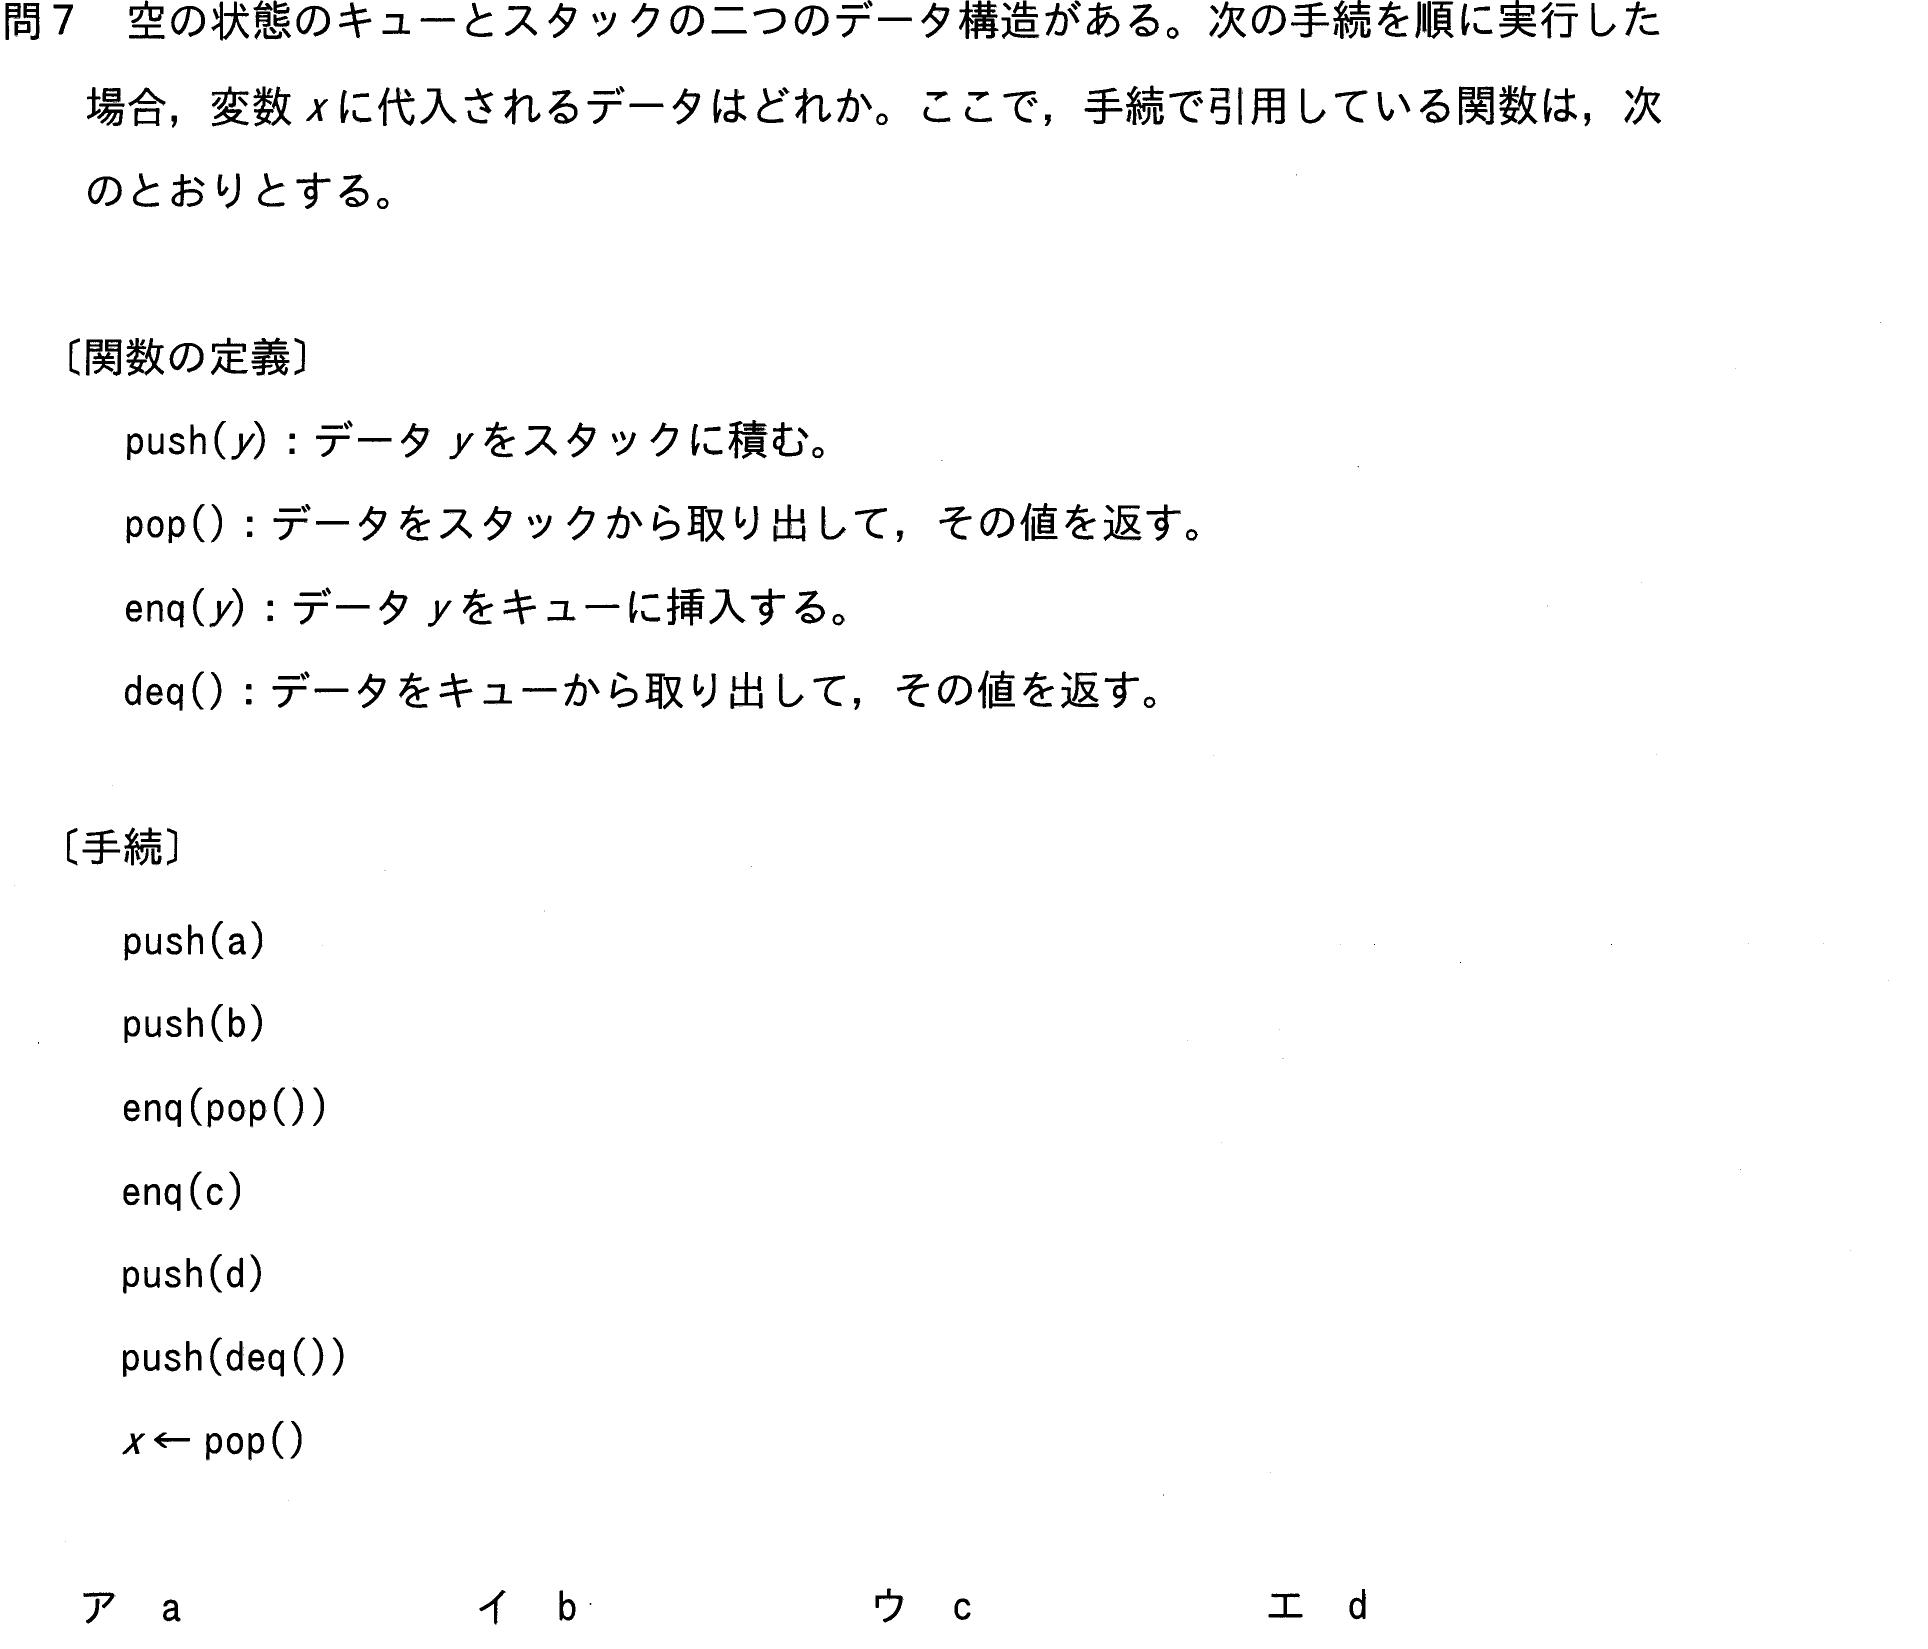 問7 空の状態のキューとスタックの二つのデータ構造がある。次の手続を順に実行した
場合，変数 x に代入されるデータはどれか。ここで，手続で引用している関数は，次
のとおりとする。
〔関数の定義〕
push(y)：データ y をスタックに積む。
pop()：データをスタックから取り出して，その値を返す。
enq(y)：データ y をキューに挿入する。
deq()：データをキューから取り出して，その値を返す。
〔手続〕
push(a)
push(b)
enq(pop())
enq(c)
push(d)
push(deq())
x ← pop()
ア a イ b ウ c エ d